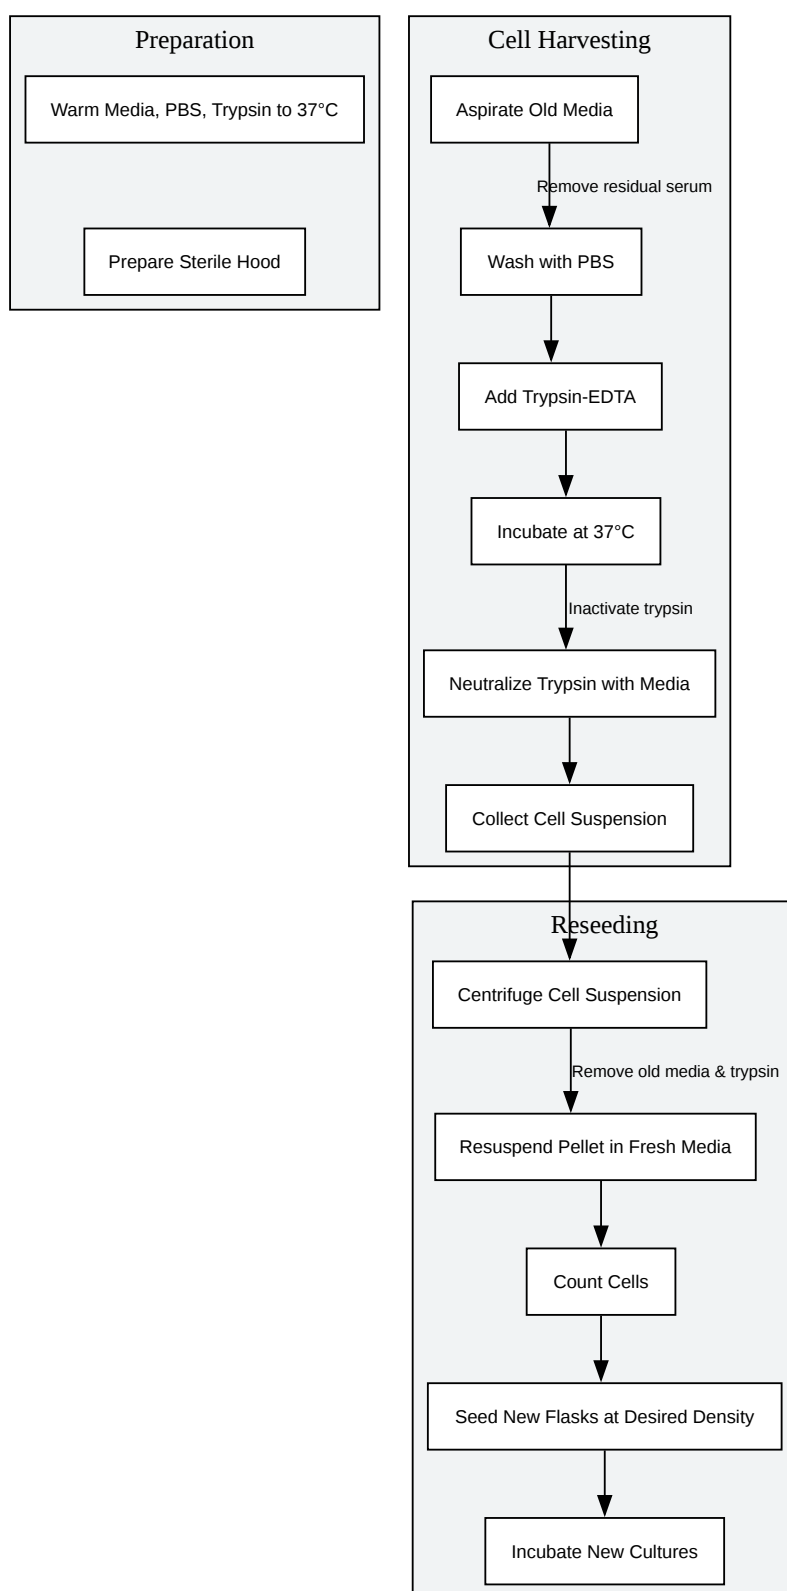 Preparation
Warm Media, PBS, Trypsin to 37°C
Prepare Sterile Hood
Cell Harvesting
Aspirate Old Media
Remove residual serum
Wash with PBS
Add Trypsin-EDTA
Incubate at 37°C
Inactivate trypsin
Neutralize Trypsin with Media
Collect Cell Suspension
Reseeding
Centrifuge Cell Suspension
Remove old media & trypsin
Resuspend Pellet in Fresh Media
Count Cells
Seed New Flasks at Desired Density
Incubate New Cultures